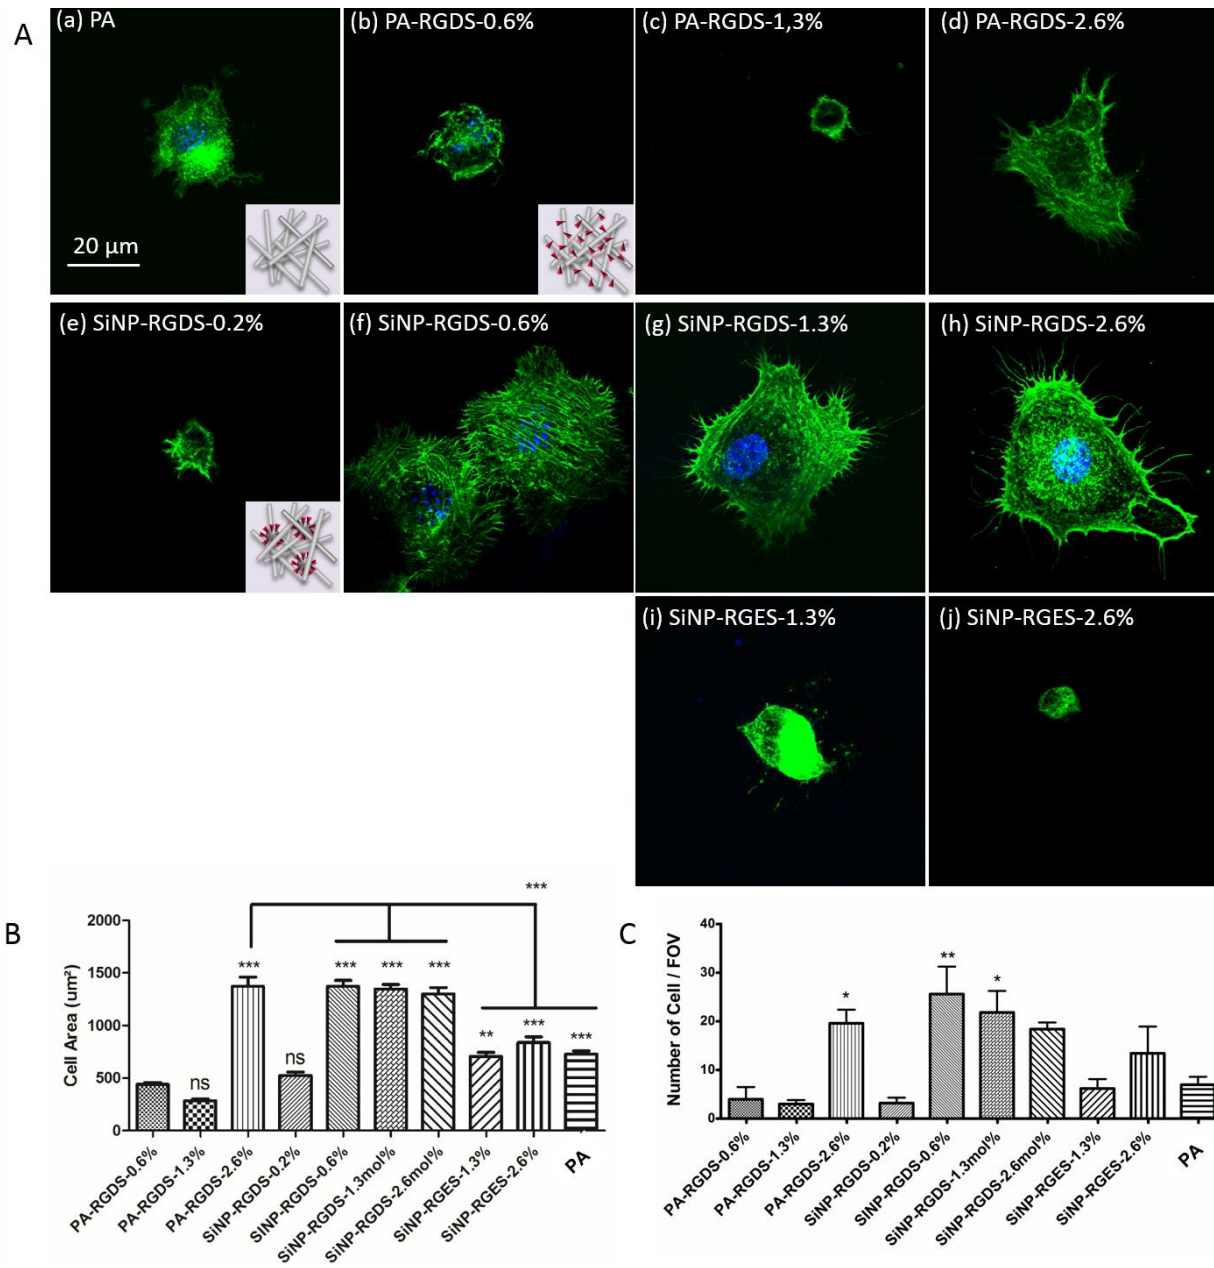 A
(a) PA
(b) PA-RGDS-0.6%
(c) PA-RGDS-1,3%
(d) PA-RGDS-2.6%
20 µm
(e) SiNP-RGDS-0.2%
(f) SiNP-RGDS-0.6%
(g) SiNP-RGDS-1.3%
(h) SiNP-RGDS-2.6%
(i) SiNP-RGES-1.3%
(j) SiNP-RGES-2.6%
B
Cell Area (um²)
2000
1500
1000
500
0
***
ns
***
ns
***
***
***
**
***
***
PA-RGDS-0.6%
PA-RGDS-1.3%
PA-RGDS-2.6%
SiNP-RGDS-0.2%
SiNP-RGDS-0.6%
SiNP-RGDS-1.3mol%
SiNP-RGDS-2.6mol%
SiNP-RGES-1.3%
SiNP-RGES-2.6%
PA
C
Number of Cell / FOV
40
30
20
10
0
*
**
*
PA-RGDS-0.6%
PA-RGDS-1.3%
PA-RGDS-2.6%
SiNP-RGDS-0.2%
SiNP-RGDS-0.6%
SiNP-RGDS-1.3mol%
SiNP-RGDS-2.6mol%
SiNP-RGES-1.3%
SiNP-RGES-2.6%
PA